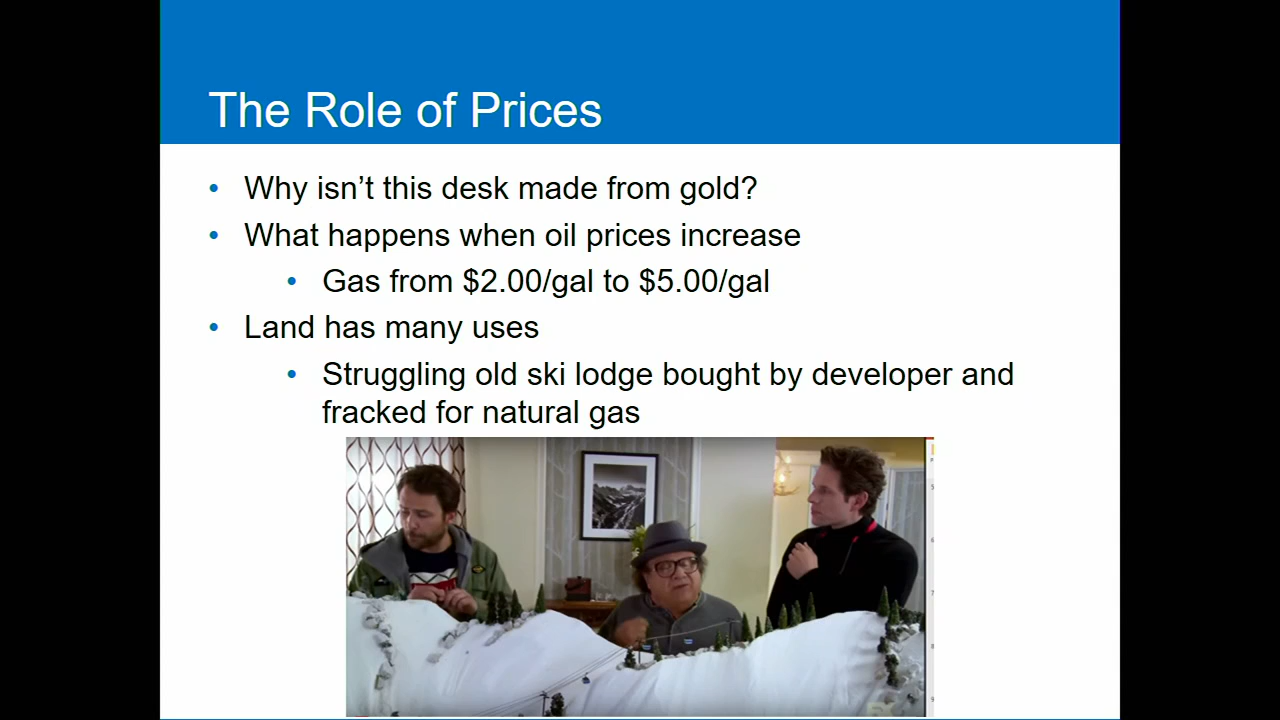 The Role of Prices
• Why isn’t this desk made from gold?
• What happens when oil prices increase
• Gas from $2.00/gal to $5.00/gal
• Land has many uses
• Struggling old ski lodge bought by developer and
fracked for natural gas